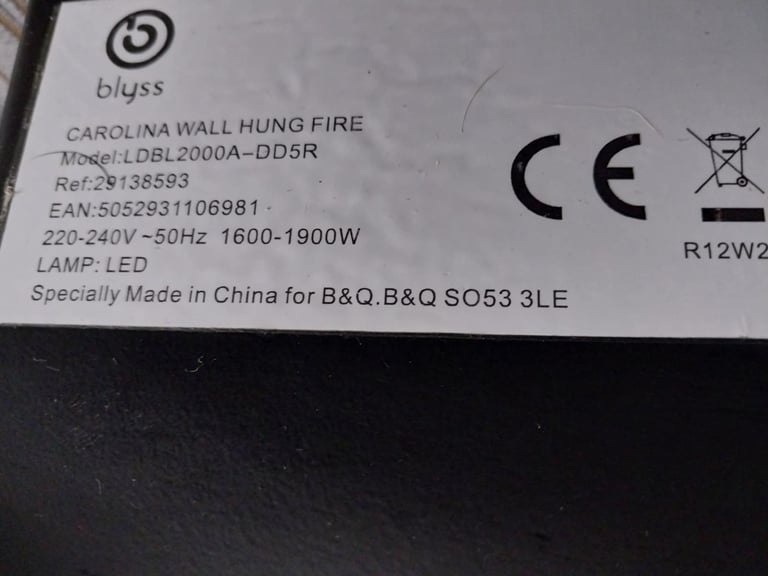 blyss
CAROLINA WALL HUNG FIRE
Model:LDBL2000A-DD5R
Ref:29138593
EAN:5052931106981
220-240V ~50Hz 1600-1900W
LAMP: LED
Specially Made in China for B&Q.B&Q SO53 3LE
CE
R12W2